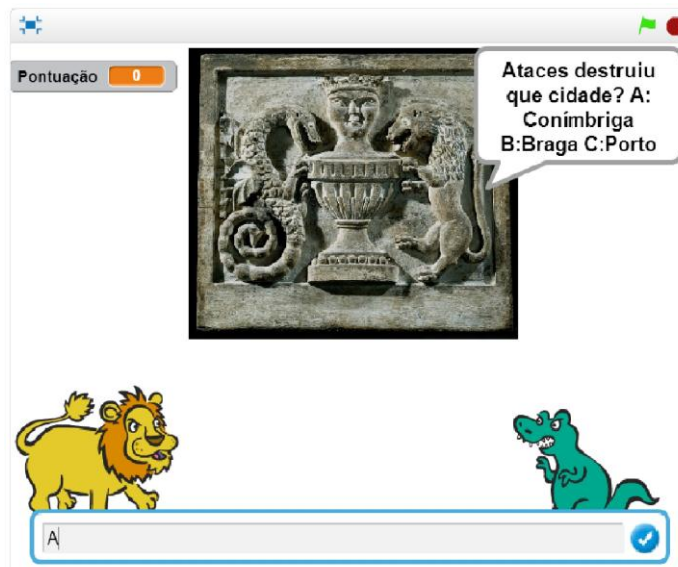 Pontuação 0
Ataces destruiu
que cidade? A:
Conímbriga
B:Braga C:Porto
A